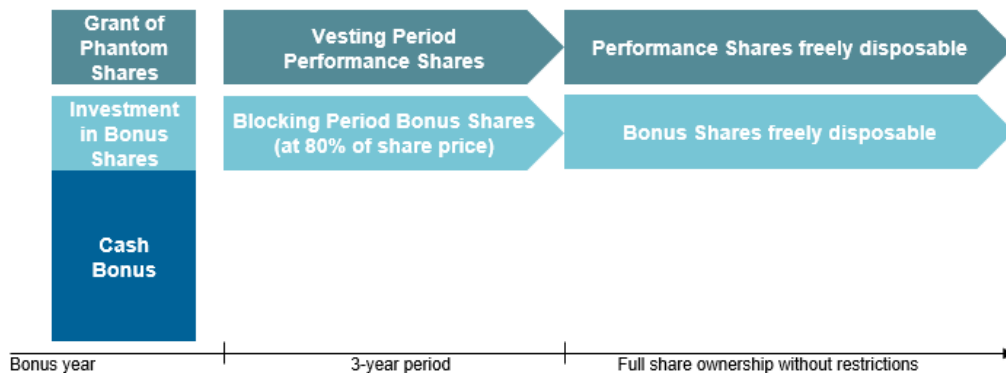 Grant of
Phantom
Shares
Vesting Period
Performance Shares
Performance Shares freely disposable
Investment
in Bonus
Shares
Blocking Period Bonus Shares
(at 80% of share price)
Bonus Shares freely disposable
Cash
Bonus
Bonus year
3-year period
Full share ownership without restrictions